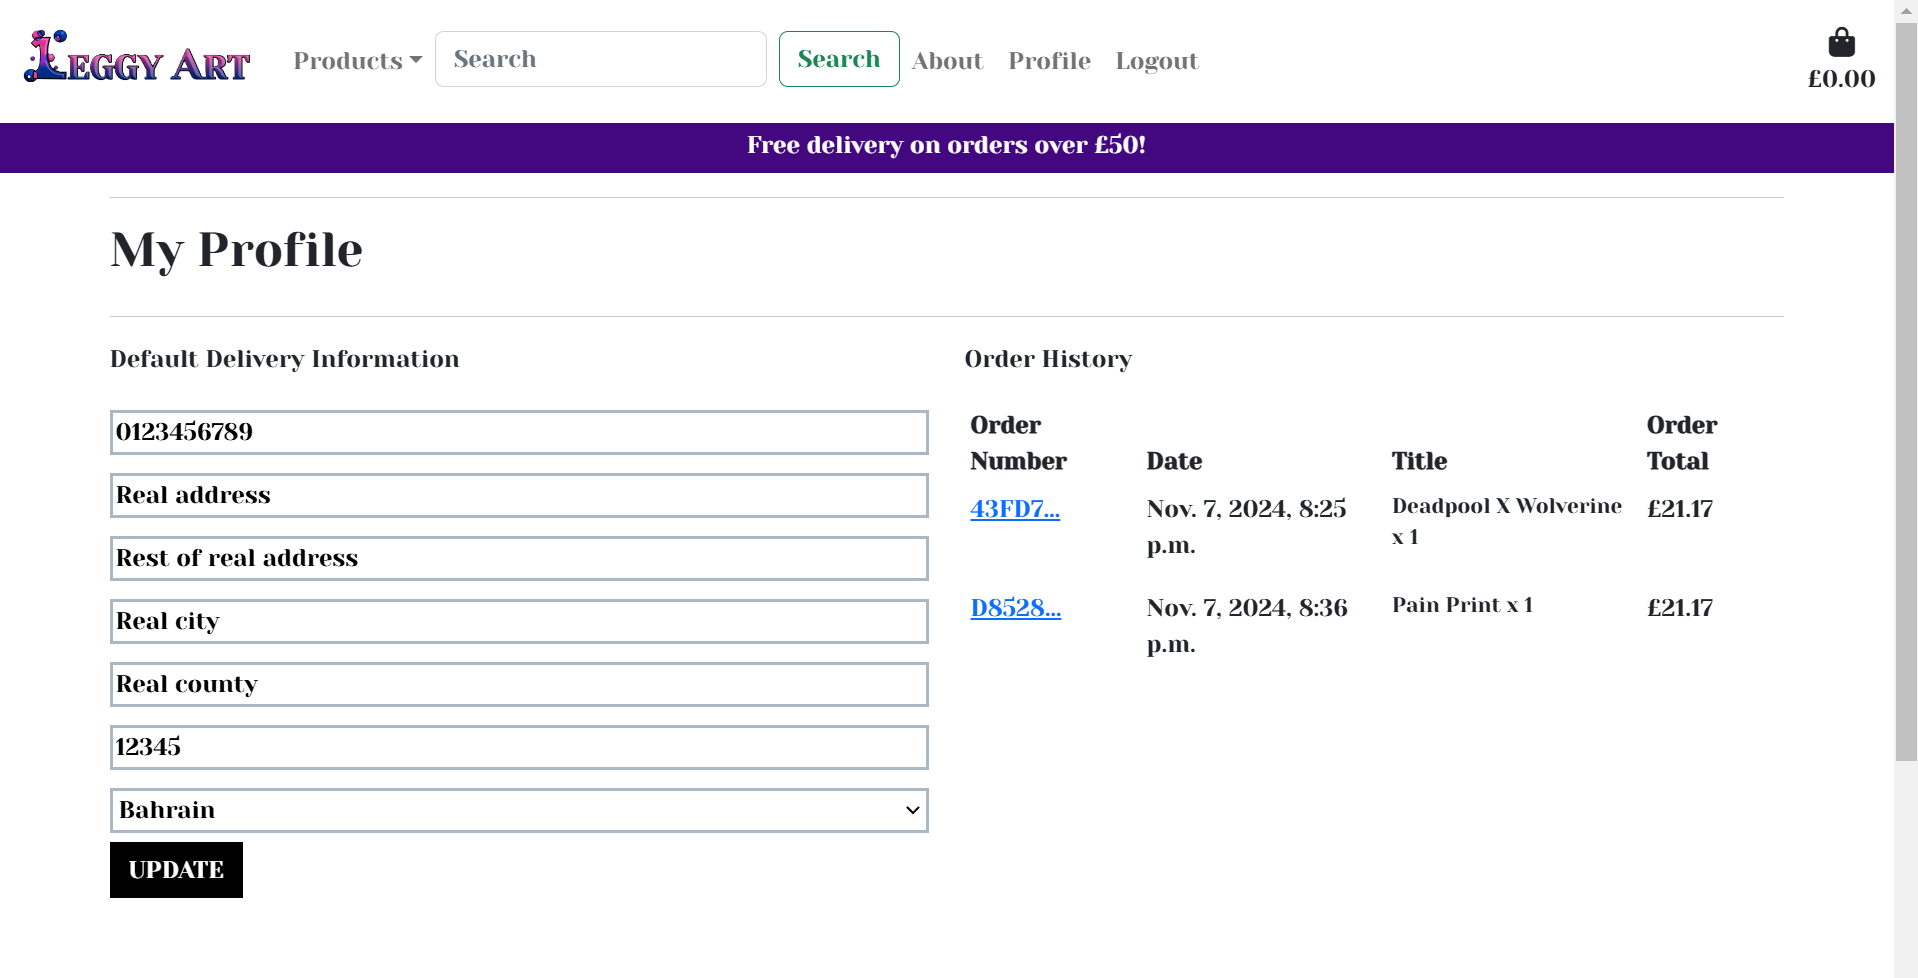 Leggy Art
Products
Search
Search
About
Profile
Logout
£0.00
Free delivery on orders over £50!
My Profile
Default Delivery Information
0123456789
Real address
Rest of real address
Real city
Real county
12345
Bahrain
UPDATE
Order History
Order Number Date Title Order Total
43FD7... Nov. 7, 2024, 8:25 p.m. Deadpool X Wolverine x 1 £21.17
D8528... Nov. 7, 2024, 8:36 p.m. Pain Print x 1 £21.17